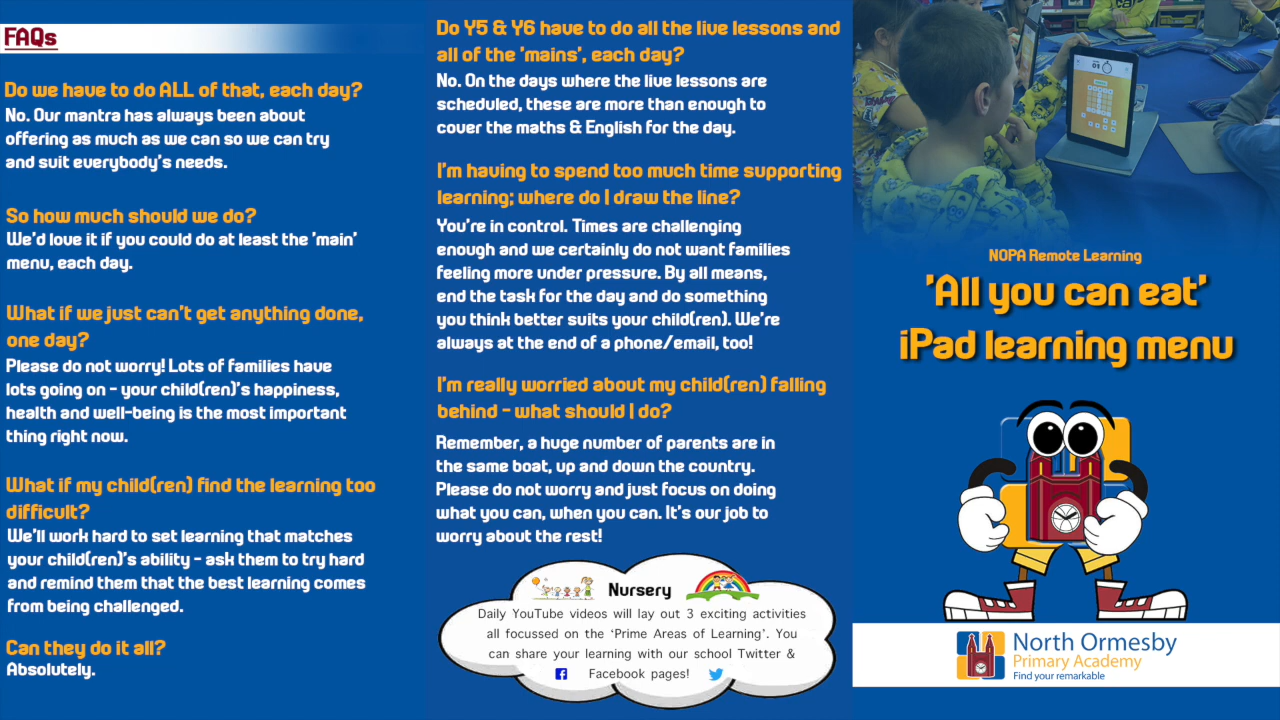 FAQs
Do we have to do ALL of that, each day?
No. Our mantra has always been about
offering as much as we can so we can try
and suit everybody's needs.
So how much should we do?
We'd love it if you could do at least the 'main'
menu, each day.
What if we just can't get anything done,
one day?
Please do not worry! Lots of families have
lots going on - your child(ren)'s happiness,
health and well-being is the most important
thing right now.
What if my child(ren) find the learning too
difficult?
We'll work hard to set learning that matches
your child(ren)'s ability - ask them to try hard
and remind them that the best learning comes
from being challenged.
Can they do it all?
Absolutely.
Do Y5 & Y6 have to do all the live lessons and
all of the 'mains', each day?
No. On the days where the live lessons are
scheduled, these are more than enough to
cover the maths & English for the day.
I'm having to spend too much time supporting
learning; where do I draw the line?
You're in control. Times are challenging
enough and we certainly do not want families
feeling more under pressure. By all means,
end the task for the day and do something
you think better suits your child(ren). We're
always at the end of a phone/email, too!
I'm really worried about my child(ren) falling
behind - what should I do?
Remember, a huge number of parents are in
the same boat, up and down the country.
Please do not worry and just focus on doing
what you can, when you can. It's our job to
worry about the rest!
Nursery
Daily YouTube videos will lay out 3 exciting activities
all focussed on the 'Prime Areas of Learning'. You
can share your learning with our school Twitter &
Facebook pages!
NOPA Remote Learning
'All you can eat'
iPad learning menu
North Ormesby
Primary Academy
Find your remarkable